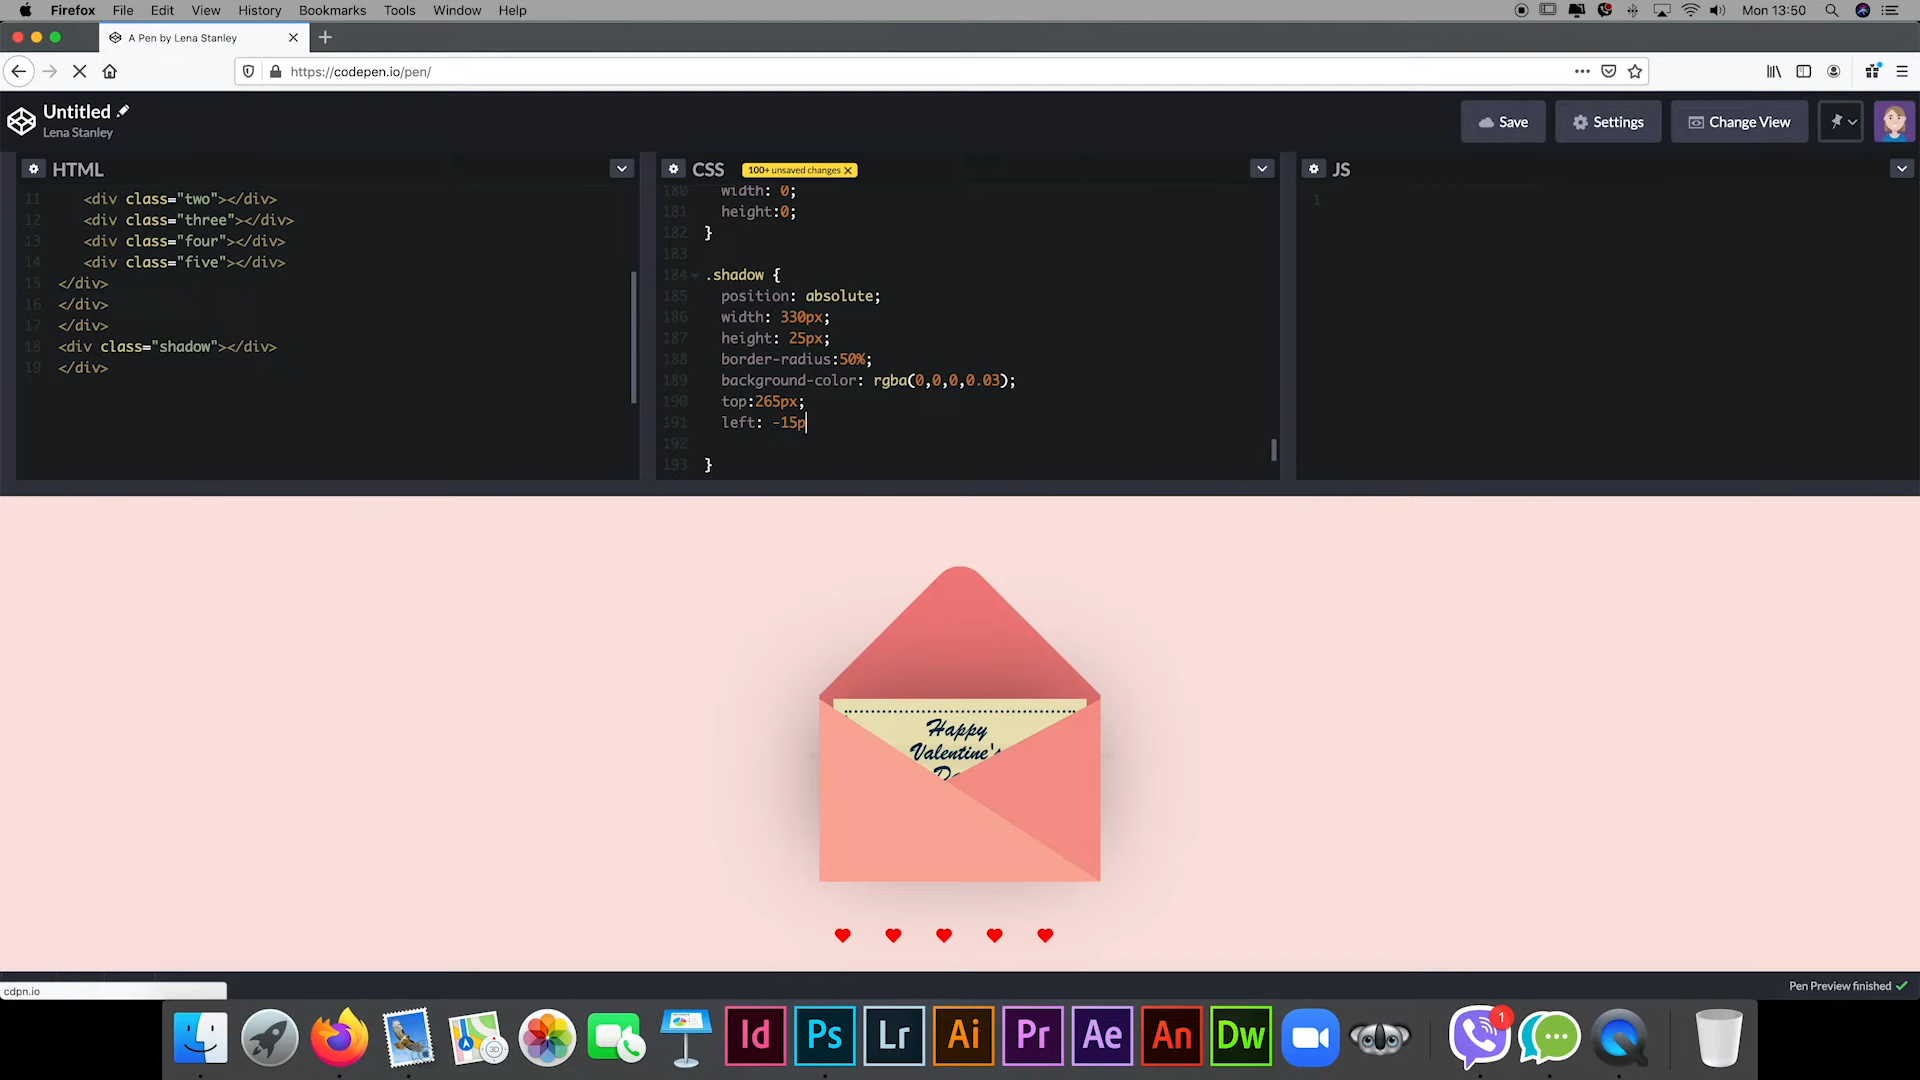 Firefox File Edit View History Bookmarks Tools Window Help Mon 13:50
A Pen by Lena Stanley
https://codepen.io/pen/
Untitled
Lena Stanley
Save Settings Change View
HTML
11 <div class="two"></div>
12 <div class="three"></div>
13 <div class="four"></div>
14 <div class="five"></div>
15 </div>
16 </div>
17 </div>
18 <div class="shadow"></div>
19 </div>
CSS 100+ unsaved changes
180 width: 0;
181 height:0;
182 }
183
184 .shadow {
185 position: absolute;
186 width: 330px;
187 height: 25px;
188 border-radius:50%;
189 background-color: rgba(0,0,0,0.03);
190 top:265px;
191 left: -15p
192
193 }
JS
1
Happy
Valentine's
cdpn.io
Pen Preview finished
3D
Id Ps Lr Ai Pr Ae An Dw
1